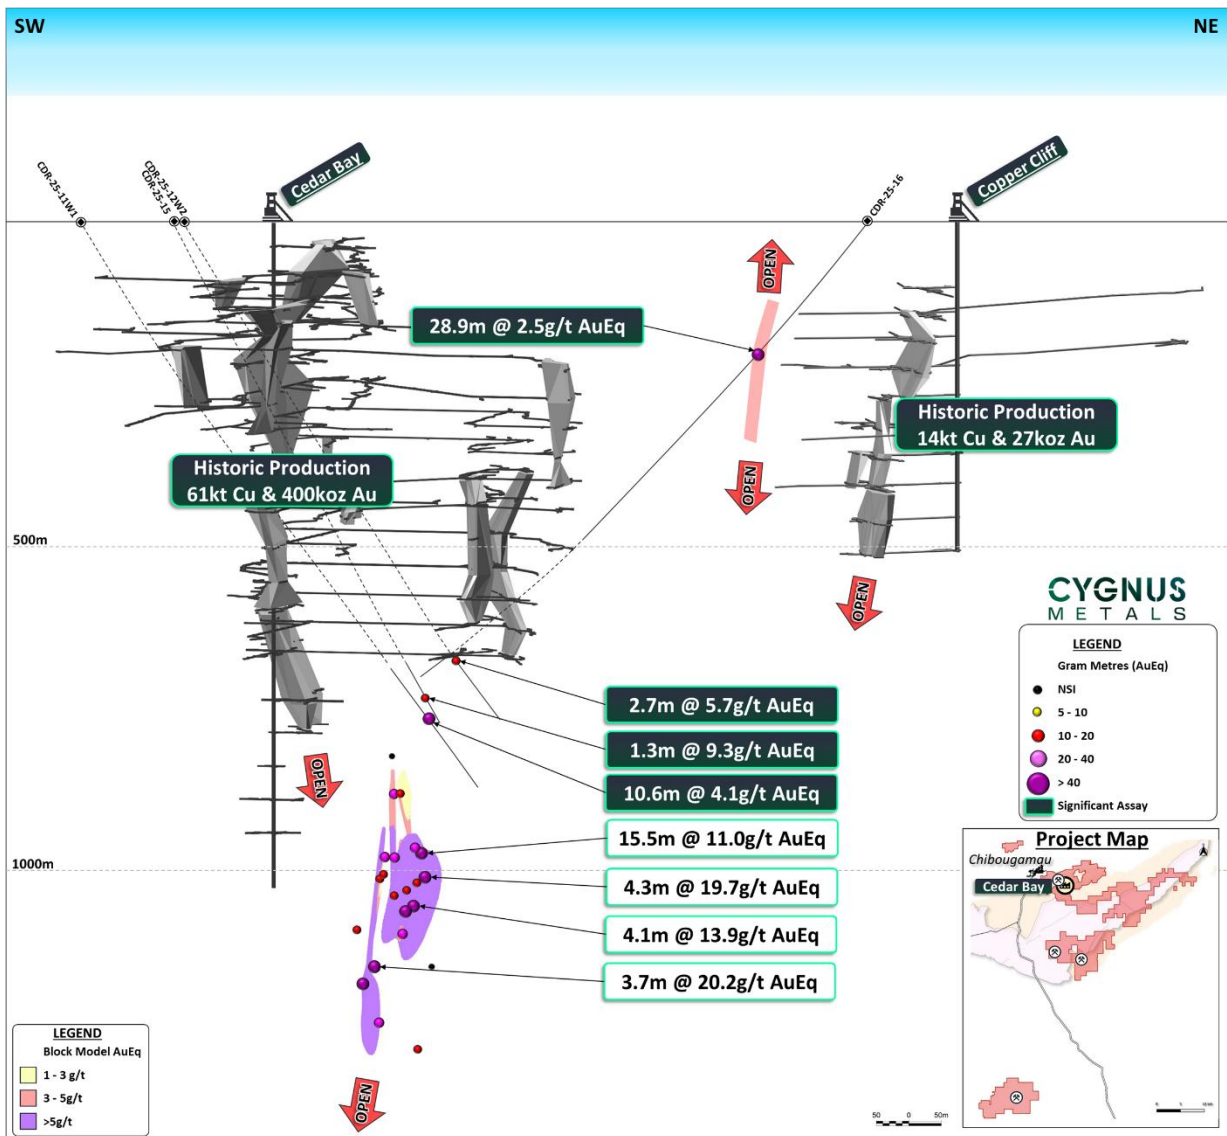 SW
NE
CDR-25-11W1
CDR-25-12W2
CDR-25-15
Cedar Bay
CDR-25-16
Copper Cliff
OPEN
28.9m @ 2.5g/t AuEq
Historic Production
14kt Cu & 27koz Au
Historic Production
61kt Cu & 400koz Au
OPEN
500m
OPEN
CYGNUS
METALS
LEGEND
Gram Metres (AuEq)
NSI
5 - 10
10 - 20
20 - 40
> 40
Significant Assay
2.7m @ 5.7g/t AuEq
1.3m @ 9.3g/t AuEq
10.6m @ 4.1g/t AuEq
OPEN
15.5m @ 11.0g/t AuEq
1000m
4.3m @ 19.7g/t AuEq
4.1m @ 13.9g/t AuEq
3.7m @ 20.2g/t AuEq
Project Map
Chibougamau
Cedar Bay
LEGEND
Block Model AuEq
1 - 3 g/t
3 - 5g/t
>5g/t
OPEN
50 0 50m